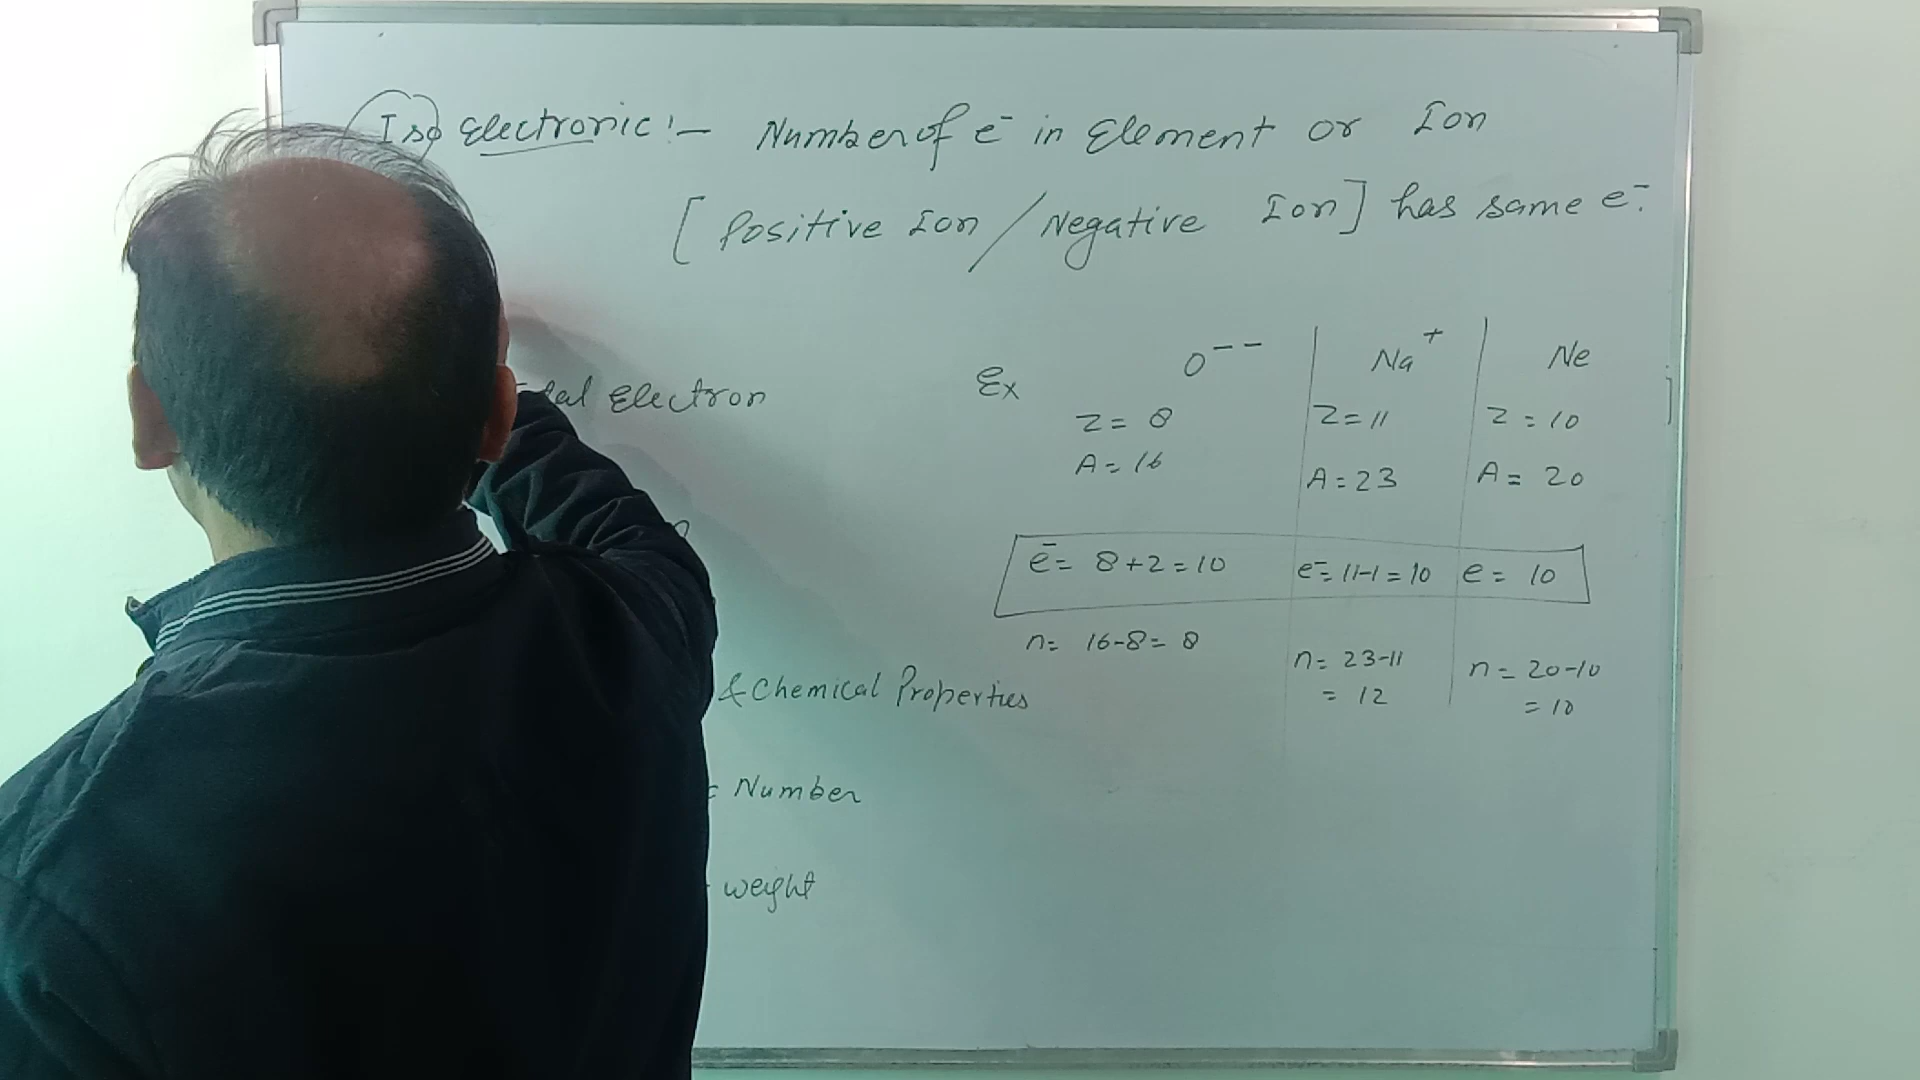 Iso Electronic :- Number of e⁻ in Element or Ion
[ Positive Ion / Negative Ion ] has same e⁻.
Ex O⁻⁻ Na⁺ Ne
Z = 8 Z = 11 Z = 10
A = 16 A = 23 A = 20
Electron
e⁻ = 8+2 = 10 e⁻ = 11-1 = 10 e = 10
n = 16-8 = 8 n = 23-11 = 12 n = 20-10 = 10
& Chemical Properties
Number
weight